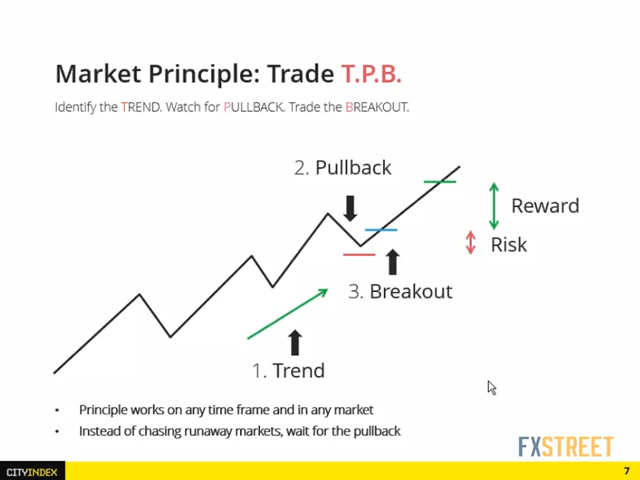 Market Principle: Trade T.P.B.
Identify the TREND. Watch for PULLBACK. Trade the BREAKOUT.
2. Pullback
Reward
Risk
3. Breakout
1. Trend
• Principle works on any time frame and in any market
• Instead of chasing runaway markets, wait for the pullback
FXSTREET
CITYINDEX
7